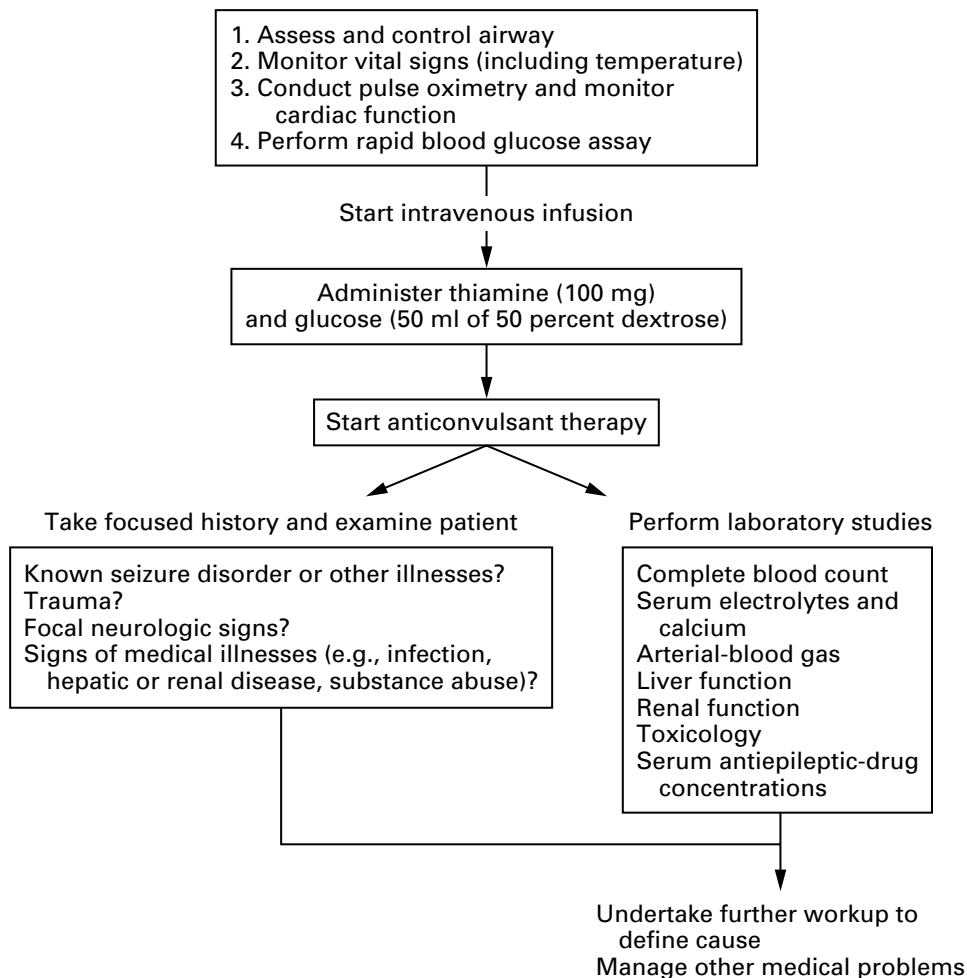 1. Assess and control airway
2. Monitor vital signs (including temperature)
3. Conduct pulse oximetry and monitor
cardiac function
4. Perform rapid blood glucose assay
Start intravenous infusion
Administer thiamine (100 mg)
and glucose (50 ml of 50 percent dextrose)
Start anticonvulsant therapy
Take focused history and examine patient
Known seizure disorder or other illnesses?
Trauma?
Focal neurologic signs?
Signs of medical illnesses (e.g., infection,
hepatic or renal disease, substance abuse)?
Perform laboratory studies
Complete blood count
Serum electrolytes and
calcium
Arterial-blood gas
Liver function
Renal function
Toxicology
Serum antiepileptic-drug
concentrations
Undertake further workup to
define cause
Manage other medical problems